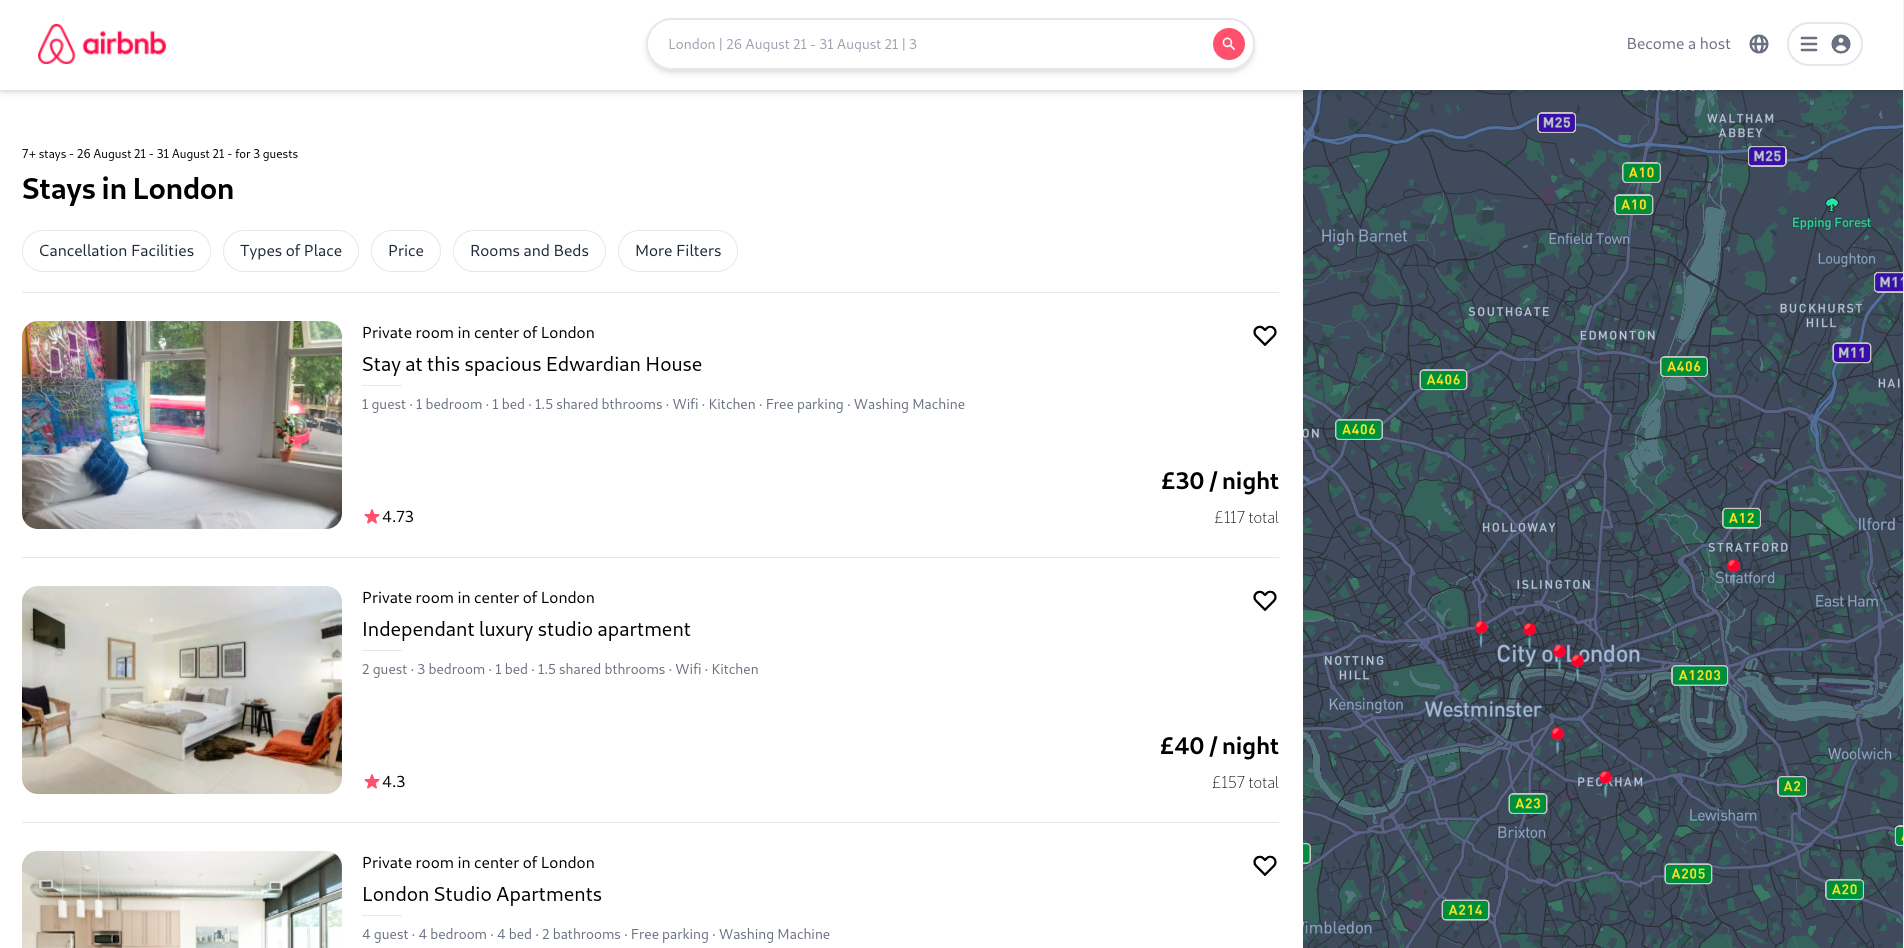 airbnb
London | 26 August 21 - 31 August 21 | 3
Become a host
7+ stays - 26 August 21 - 31 August 21 - for 3 guests
Stays in London
Cancellation Facilities
Types of Place
Price
Rooms and Beds
More Filters
Private room in center of London
Stay at this spacious Edwardian House
1 guest · 1 bedroom · 1 bed · 1.5 shared bthrooms · Wifi · Kitchen · Free parking · Washing Machine
£30 / night
4.73
£117 total
Private room in center of London
Independant luxury studio apartment
2 guest · 3 bedroom · 1 bed · 1.5 shared bthrooms · Wifi · Kitchen
£40 / night
4.3
£157 total
Private room in center of London
London Studio Apartments
4 guest · 4 bedroom · 4 bed · 2 bathrooms · Free parking · Washing Machine
M25
WALTHAM
ABBEY
M25
A10
A10
Epping Forest
High Barnet
Enfield Town
Loughton
M11
SOUTHGATE
BUCKHURST
HILL
EDMONTON
M11
A406
A406
HAI
A406
ON
A12
HOLLOWAY
Ilford
STRATFORD
Stratford
ISLINGTON
East Ham
City of London
NOTTING
HILL
A1203
Kensington
Westminster
Woolwich
PECKHAM
A2
A23
Lewisham
Brixton
A205
A20
A214
imbledon